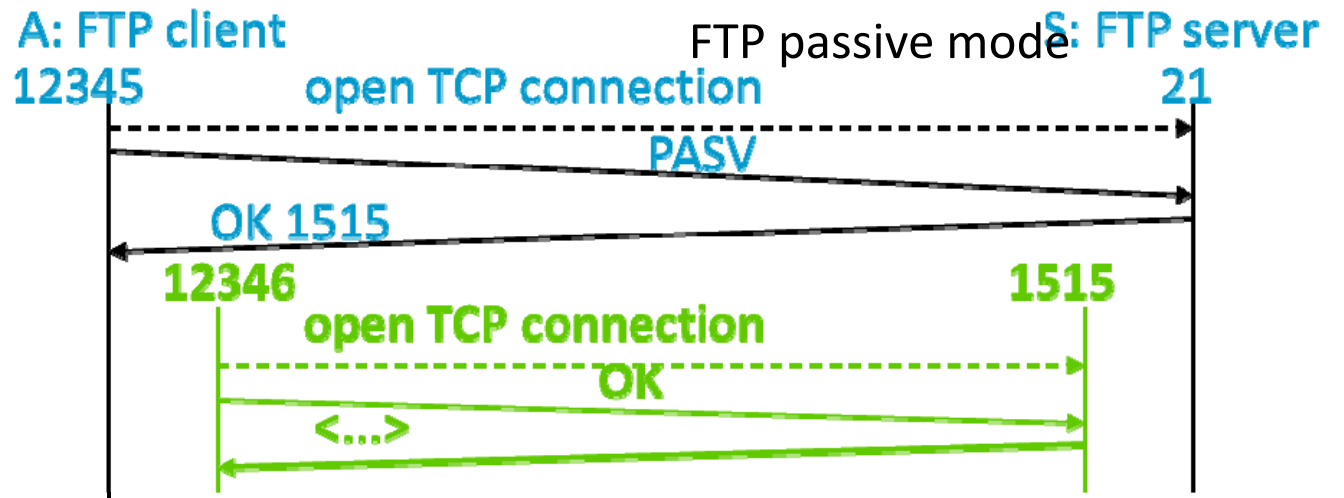 A: FTP client
FTP passive mode
S: FTP server
12345
open TCP connection
21
PASV
OK 1515
12346
1515
open TCP connection
OK
<...>